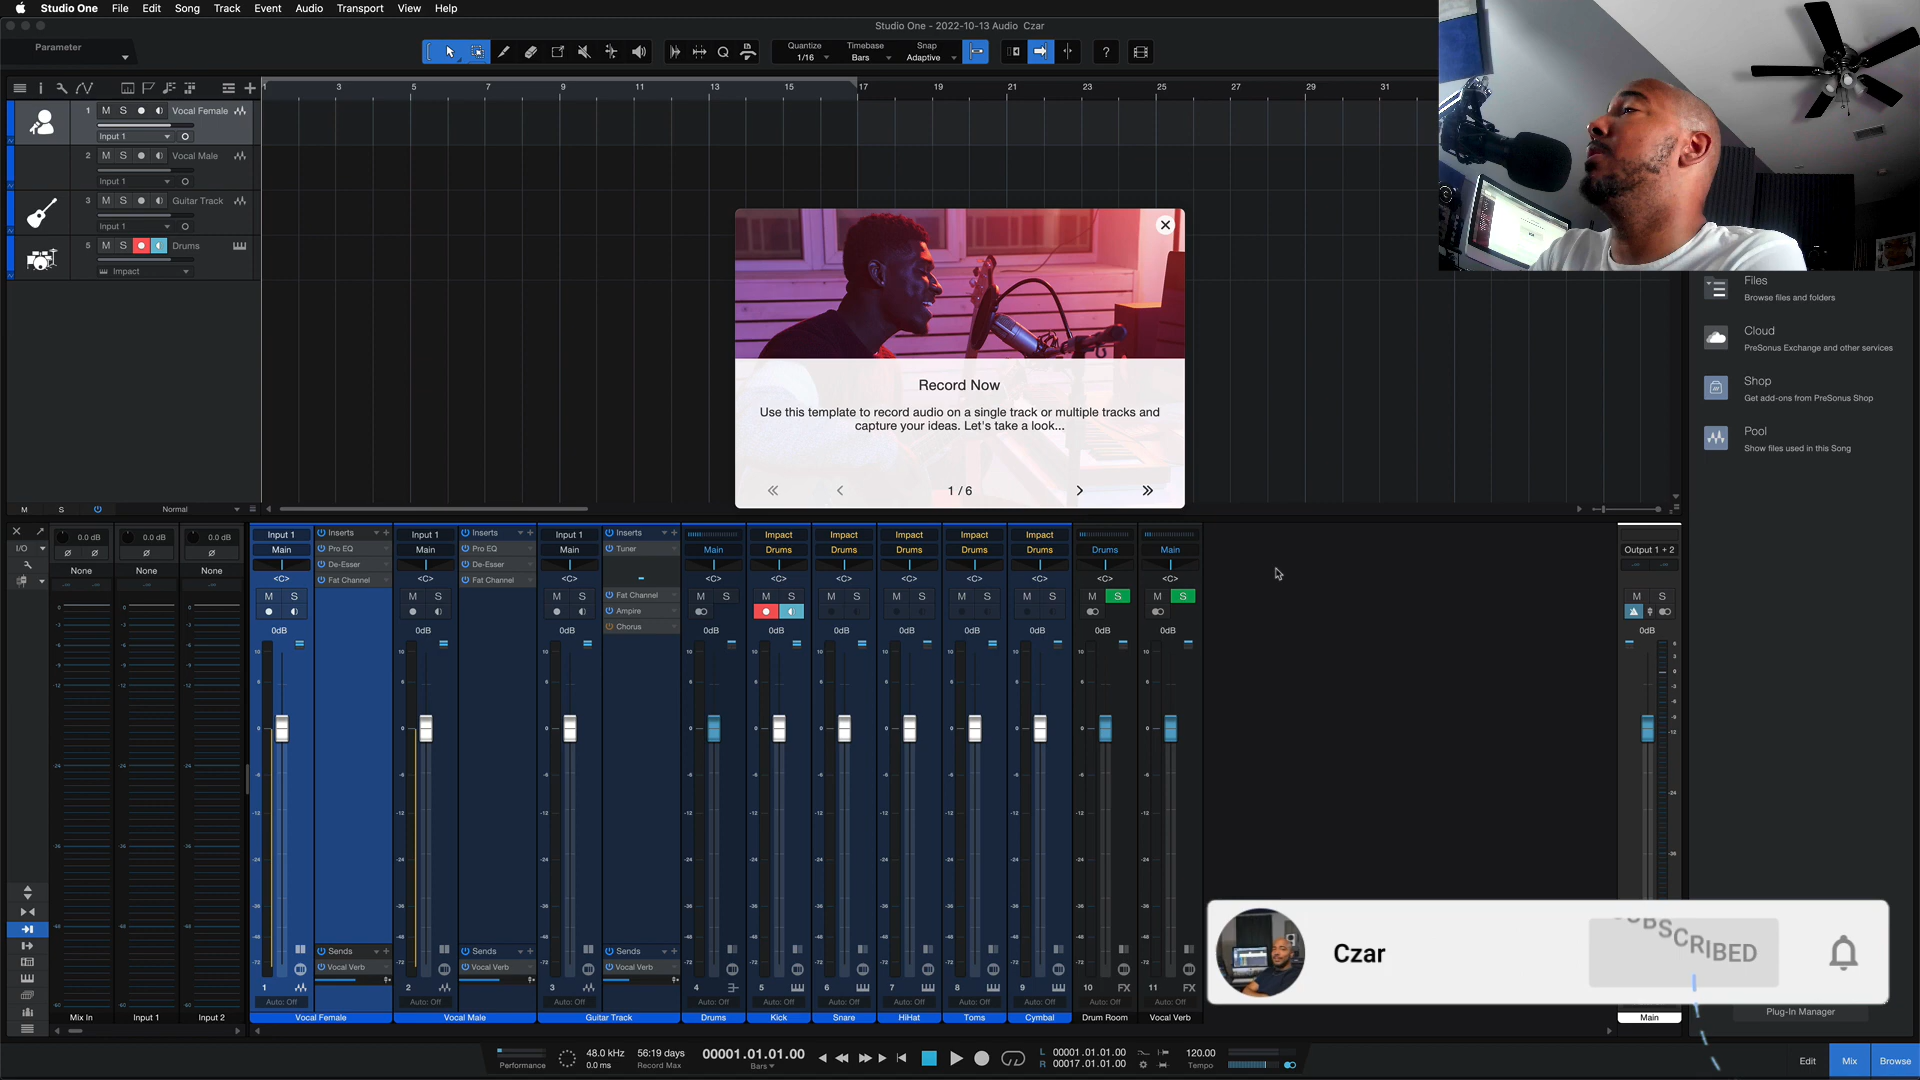 Studio One File Edit Song Track Event Audio Transport View Help
Studio One - 2022-10-13 Audio Czar
Parameter
Quantize
1/16
Timebase
Bars
Snap
Adaptive
1 3 5 7 9 11 13 15 17 19 21 23 25 27 29 31
1 M S Vocal Female
Input 1
2 M S Vocal Male
Input 1
3 M S Guitar Track
Input 1
5 M S Drums
Impact
Record Now
Use this template to record audio on a single track or multiple tracks and
capture your ideas. Let's take a look...
1 / 6
Files
Browse files and folders
Cloud
PreSonus Exchange and other services
Shop
Get add-ons from PreSonus Shop
Pool
Show files used in this Song
M S Normal
I/O
0.0 dB 0.0 dB 0.0 dB
None None None
Input 1 Inserts Input 1 Inserts Input 1 Inserts Impact Impact Impact Impact Impact
Main Pro EQ Main Pro EQ Main Tuner Main Drums Drums Drums Drums Drums Drums Main Output 1 + 2
De-Esser De-Esser
<C> Fat Channel <C> Fat Channel <C> <C> <C> <C> <C> <C> <C> <C> <C>
M S M S M S Fat Channel M S M S M S M S M S M S M S M S M S
Ampire
Chorus
0dB 0dB 0dB 0dB 0dB 0dB 0dB 0dB 0dB 0dB 0dB 0dB
Sends Sends Sends
Vocal Verb Vocal Verb Vocal Verb
1 2 3 4 5 6 7 8 9 10 FX 11 FX
Auto: Off Auto: Off Auto: Off Auto: Off Auto: Off Auto: Off Auto: Off Auto: Off Auto: Off Auto: Off Auto: Off
Mix In Input 1 Input 2 Vocal Female Vocal Male Guitar Track Drums Kick Snare HiHat Toms Cymbal Drum Room Vocal Verb Main
Czar
SUBSCRIBED
Plug-In Manager
Performance
48.0 kHz
0.0 ms
56:19 days
Record Max
00001.01.01.00
Bars
L 00001.01.01.00
R 00017.01.01.00
120.00
Tempo
Edit Mix Browse